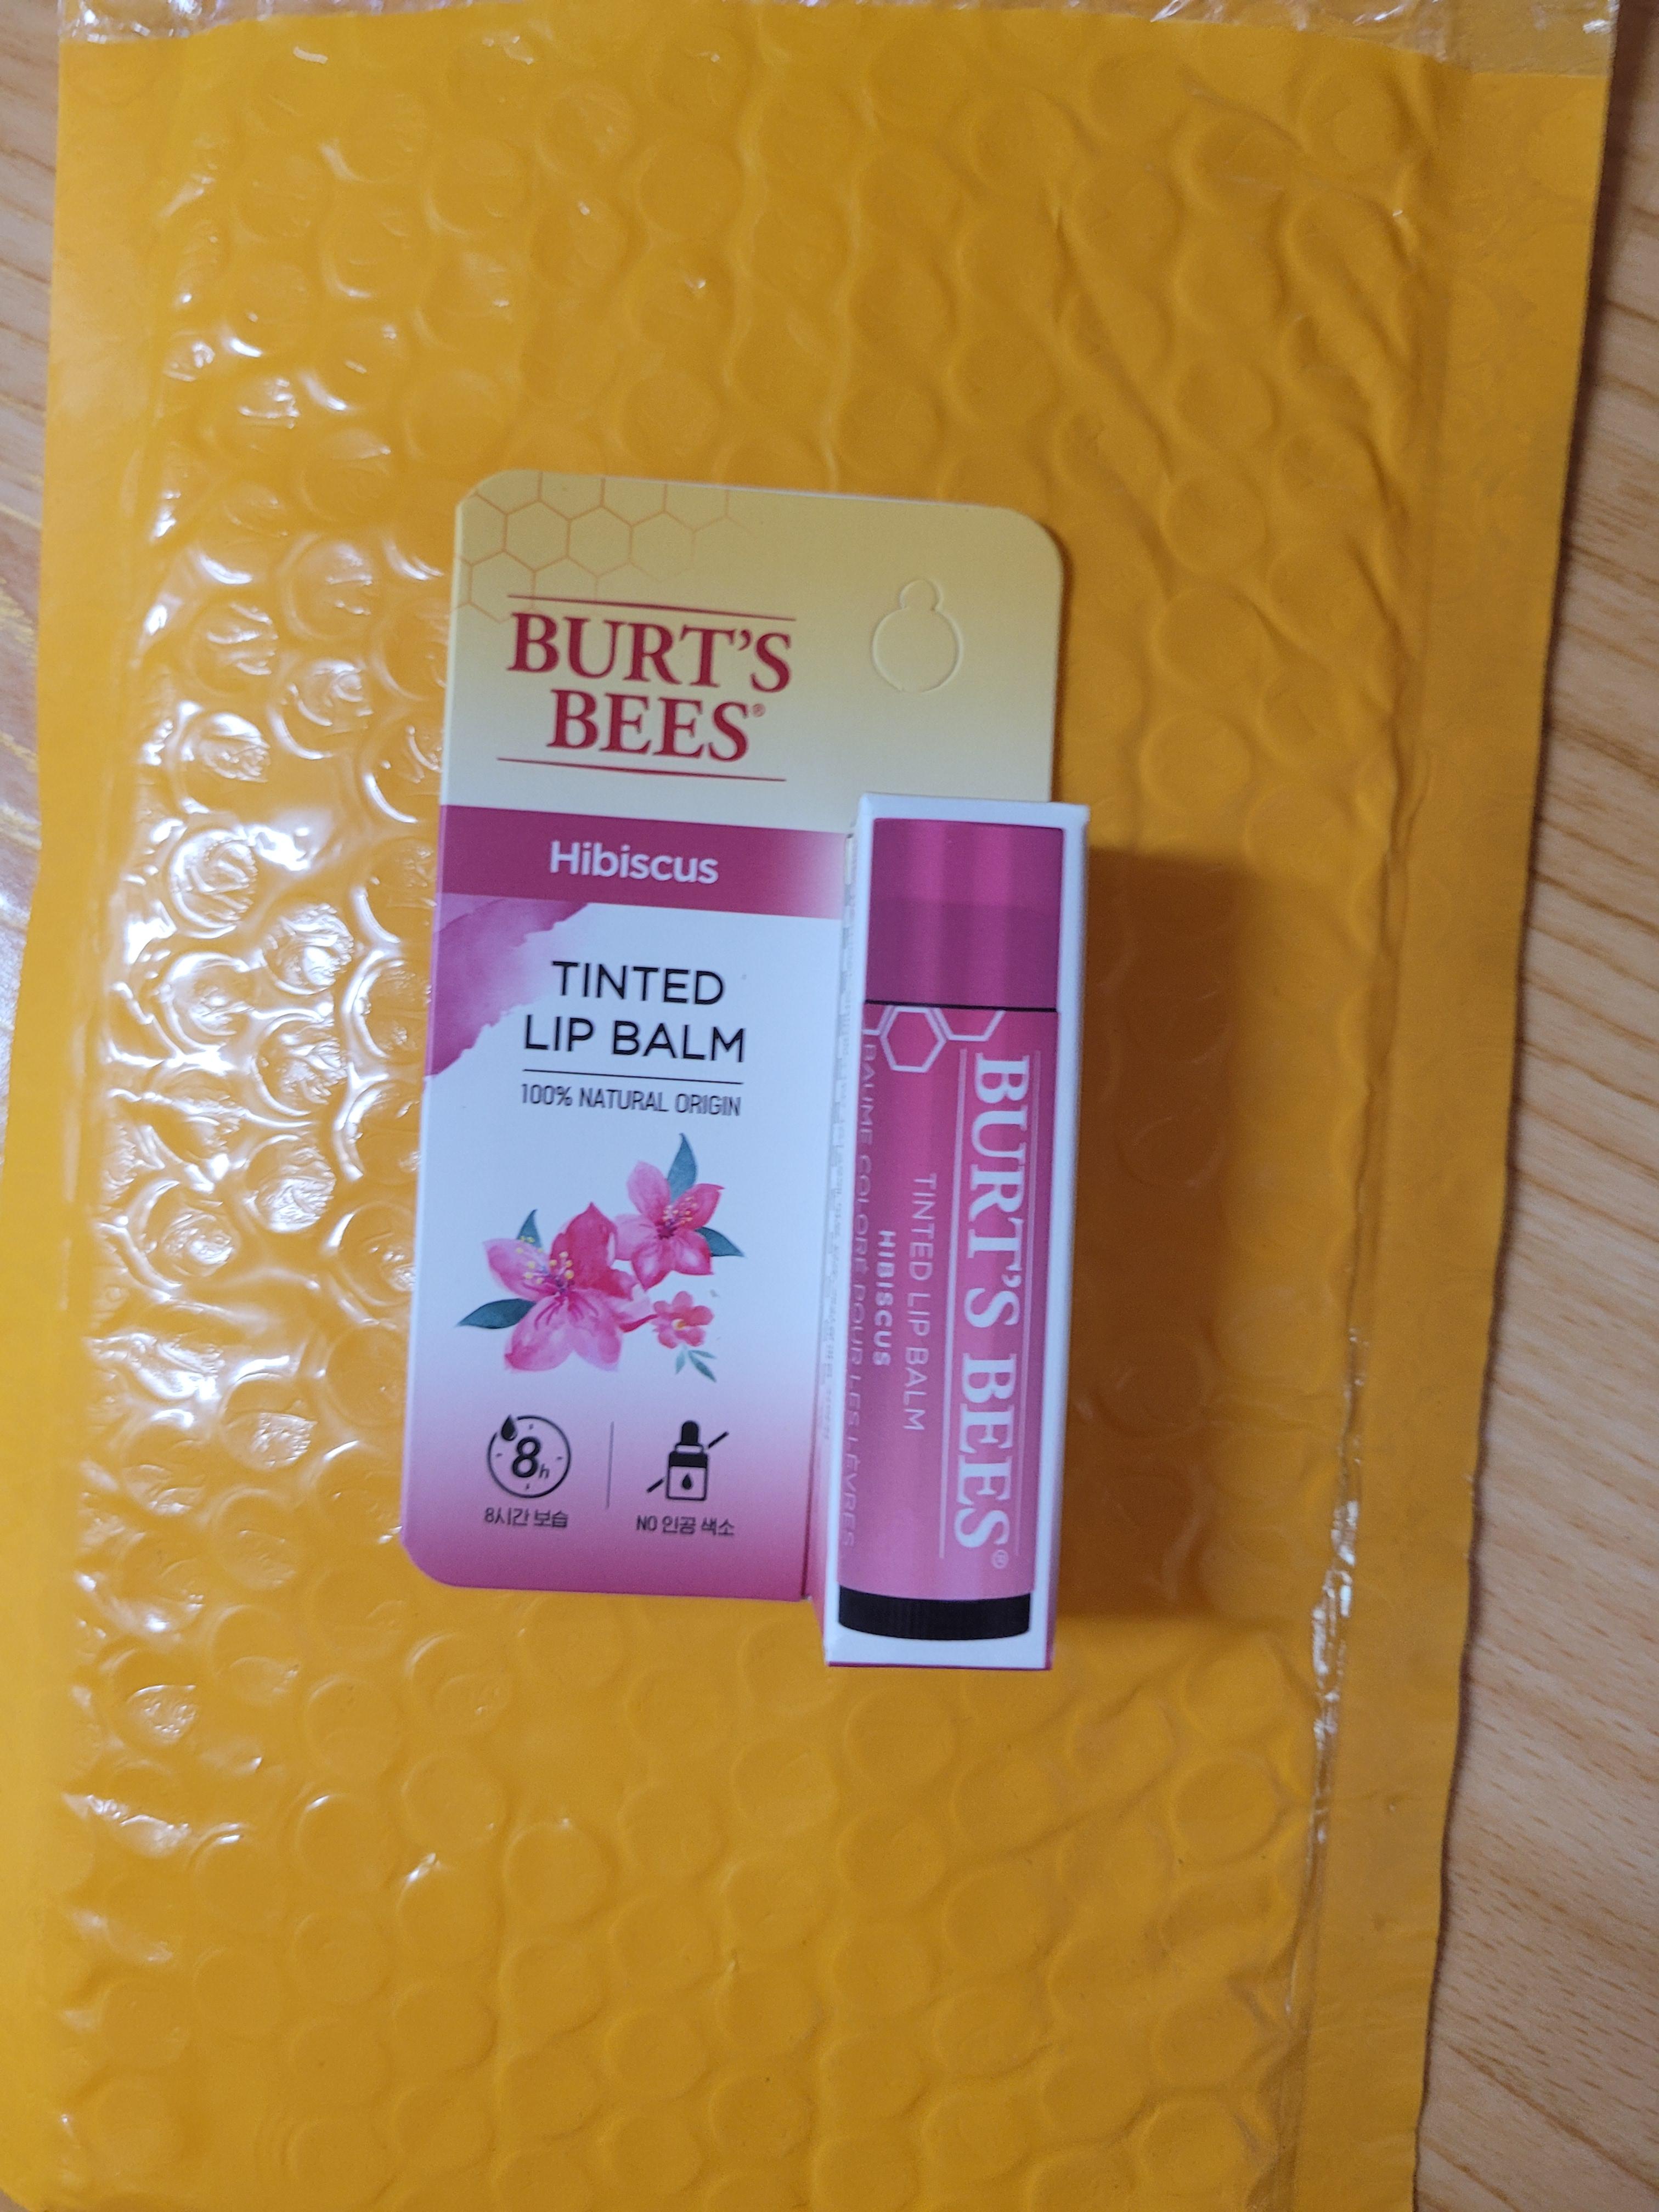 BURT'S
BEES®
Hibiscus
TINTED
LIP BALM
100% NATURAL ORIGIN
8h
8시간 보습
NO 인공 색소
BURT'S BEES®
TINTED LIP BALM
HIBISCUS
BAUME COLORÉ POUR LES LÈVRES